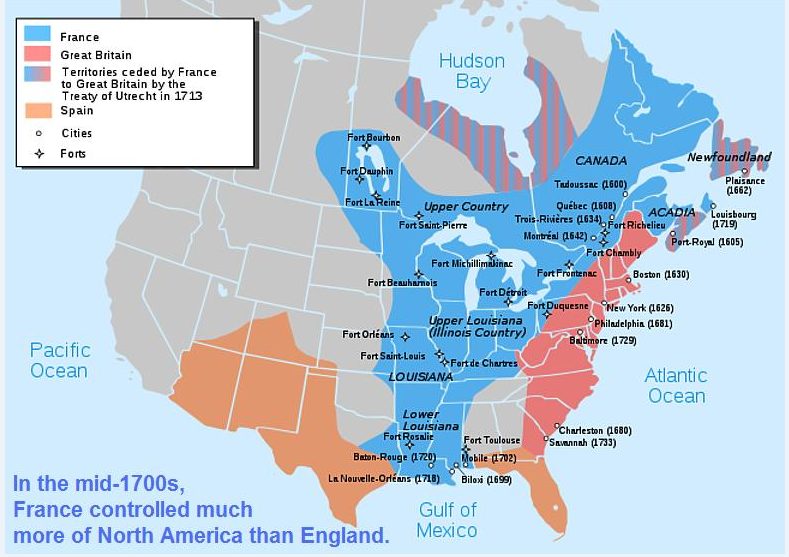 France
Great Britain
Territories ceded by France
to Great Britain by the
Treaty of Utrecht in 1713
Spain
Cities
Forts
Hudson
Bay
Fort Bourbon
Fort Dauphin
Fort La Reine
Upper Country
Fort Saint-Pierre
CANADA
Newfoundland
Plaisance
(1662)
Tadoussac (1600)
Québec (1608)
Trois-Rivières (1634)
Fort Richelieu
ACADIA
Louisbourg
(1719)
Montréal (1642)
Port-Royal (1605)
Fort Chambly
Fort Michillimakinac
Fort Frontenac
Boston (1630)
Fort Beauharnois
Fort Détroit
Fort Duquesne
New York (1626)
Philadelphia (1681)
Baltimore (1729)
Upper Louisiana
(Illinois Country)
Fort Orléans
Fort Saint-Louis
Fort de Chartres
LOUISIANA
Pacific
Ocean
Atlantic
Ocean
Lower
Louisiana
Fort Rosalie
Fort Toulouse
Charleston (1680)
Savannah (1733)
Baton-Rouge (1720)
Mobile (1702)
La Nouvelle-Orléans (1718)
Biloxi (1699)
Gulf of
Mexico
In the mid-1700s,
France controlled much
more of North America than England.